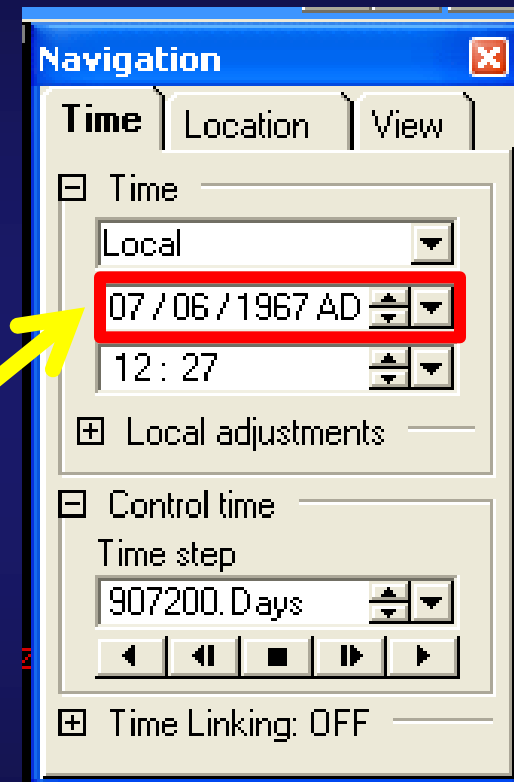 Navigation
Time Location View
Time
Local
07 / 06 / 1967 AD
12 : 27
Local adjustments
Control time
Time step
907200. Days
Time Linking: OFF